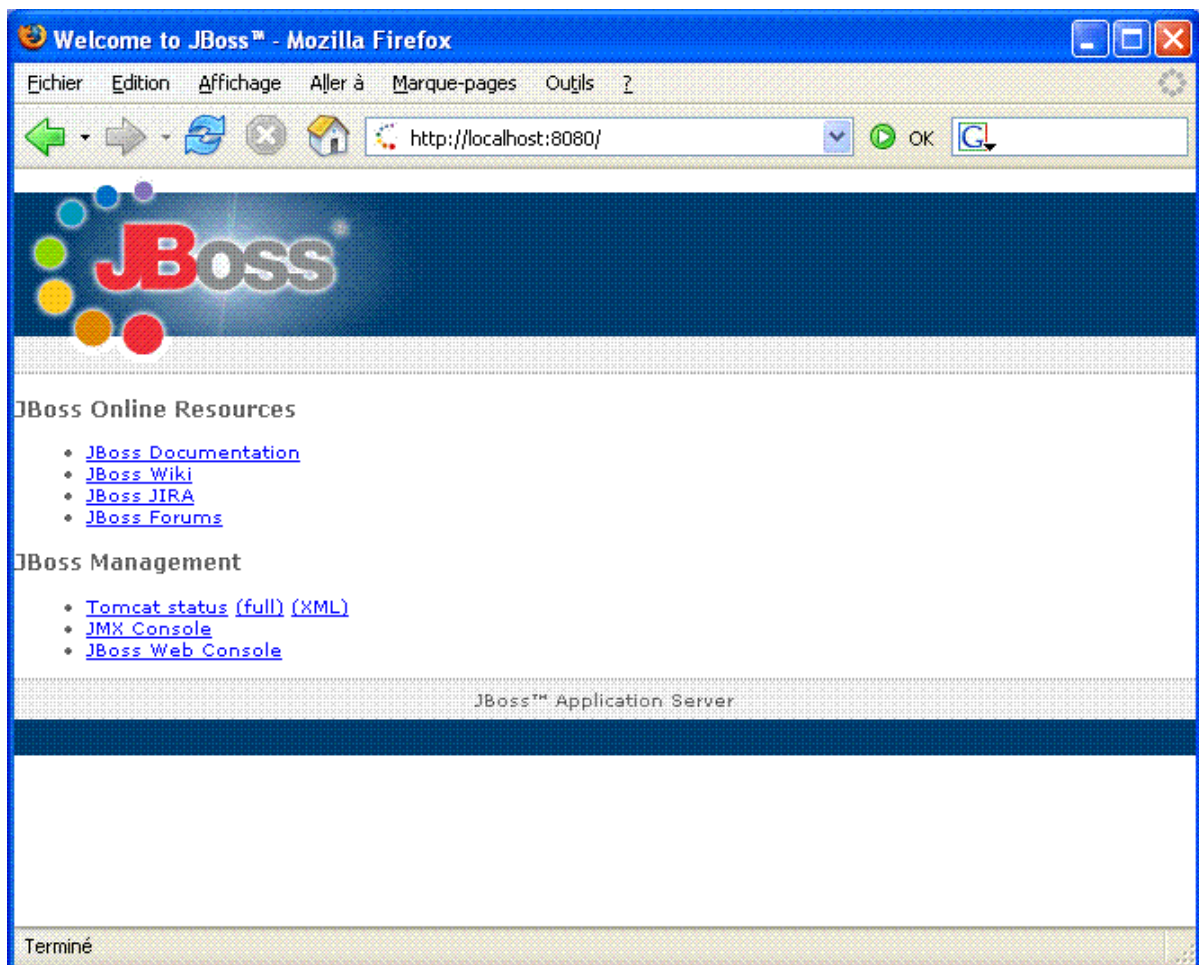 Welcome to JBoss™ - Mozilla Firefox
Fichier Edition Affichage Aller à Marque-pages Outils ?
http://localhost:8080/ OK G
JBoss
JBoss Online Resources
JBoss Documentation
JBoss Wiki
JBoss JIRA
JBoss Forums
JBoss Management
Tomcat status (full) (XML)
JMX Console
JBoss Web Console
JBoss™ Application Server
Terminé